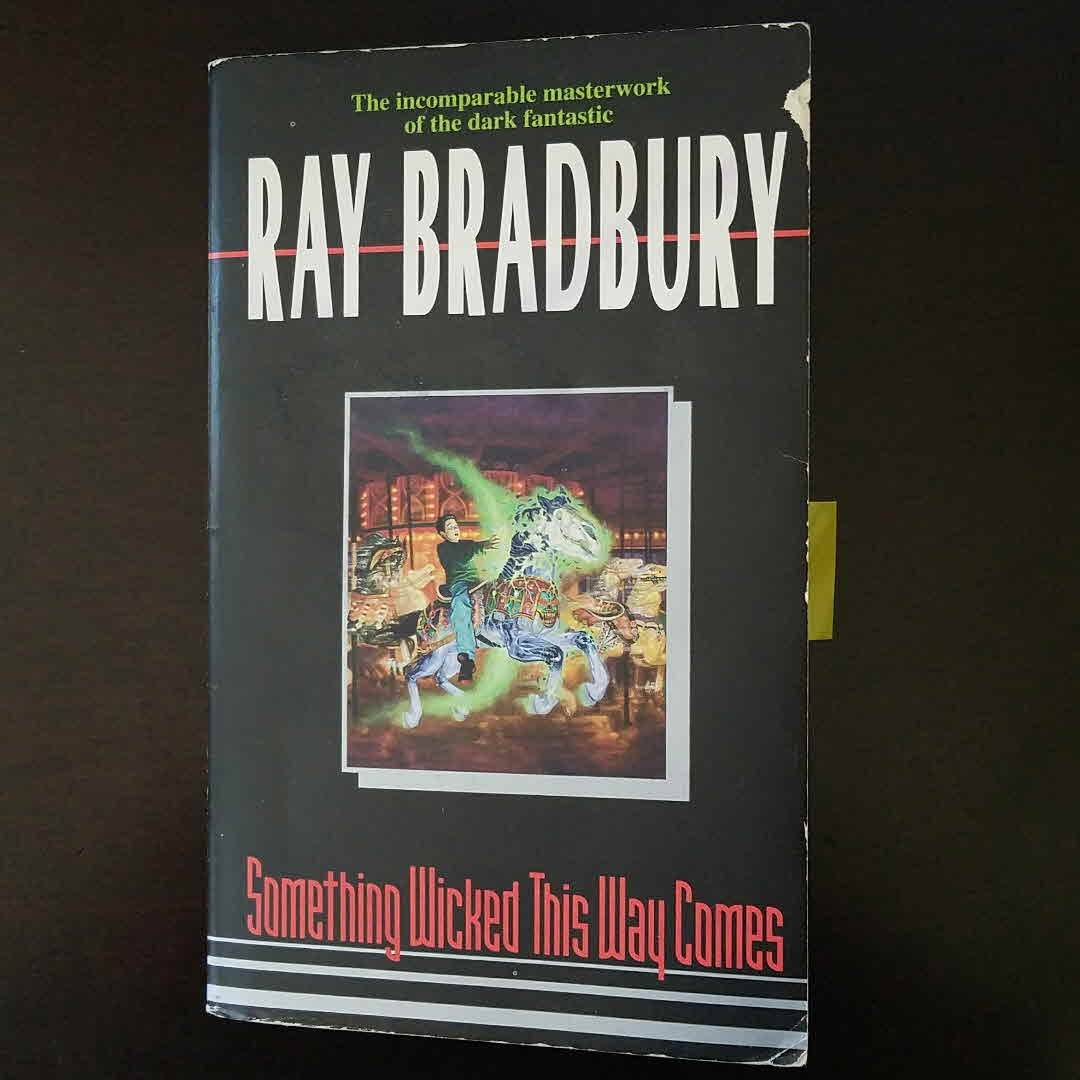 The incomparable masterwork
of the dark fantastic
RAY BRADBURY
Something Wicked This Way Comes